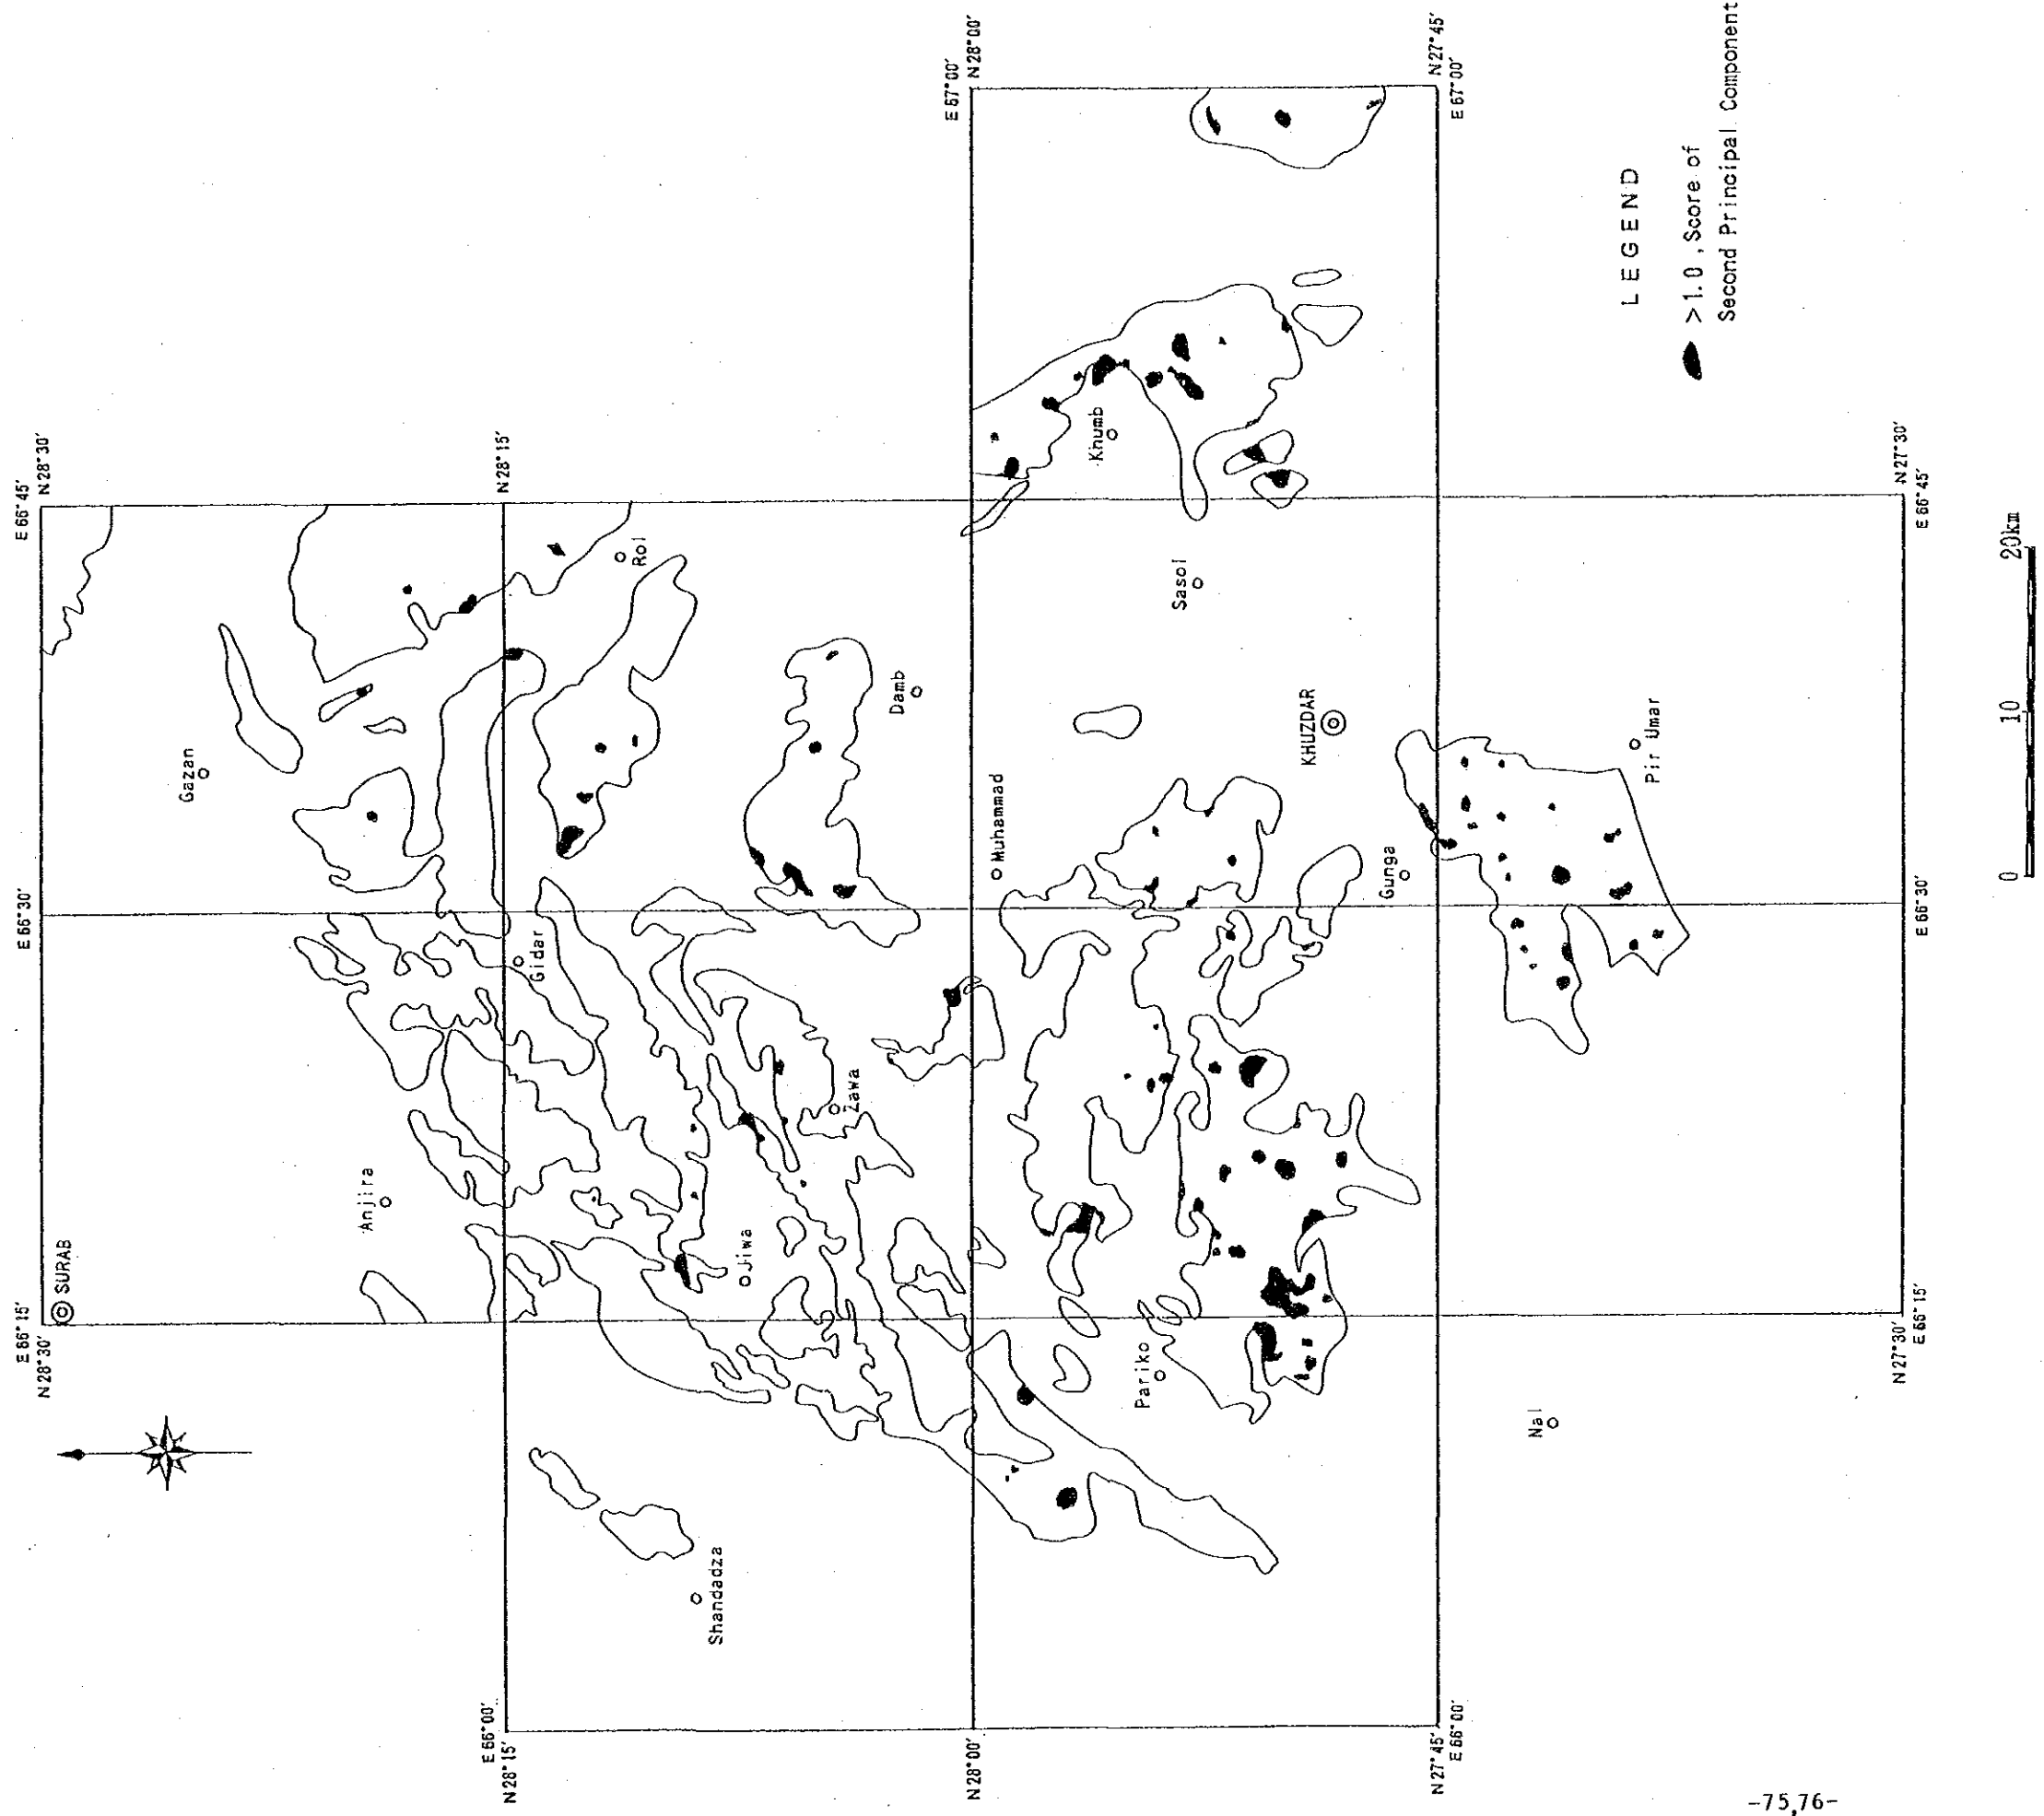 E 66°15′
N 28°30′
SURAB
E 66°30′
E 66°45′
N 28°30′
Anjira
Gazan
E 66°00′
N 28°15′
N 28°15′
Gidar
Rol
Shandadza
Jiwa
Zawa
Damb
E 67°00′
N 28°00′
N 28°00′
Muhammad
Khumb
Pariko
Sasol
KHUZDAR
Gunga
N 27°45′
E 66°00′
N 27°45′
E 67°00′
Nal
Pir Umar
N 27°30′
E 66°15′
E 66°30′
N 27°30′
E 66°45′
LEGEND
>1.0, Score of
Second Principal Component
0 10 20km
-75,76-